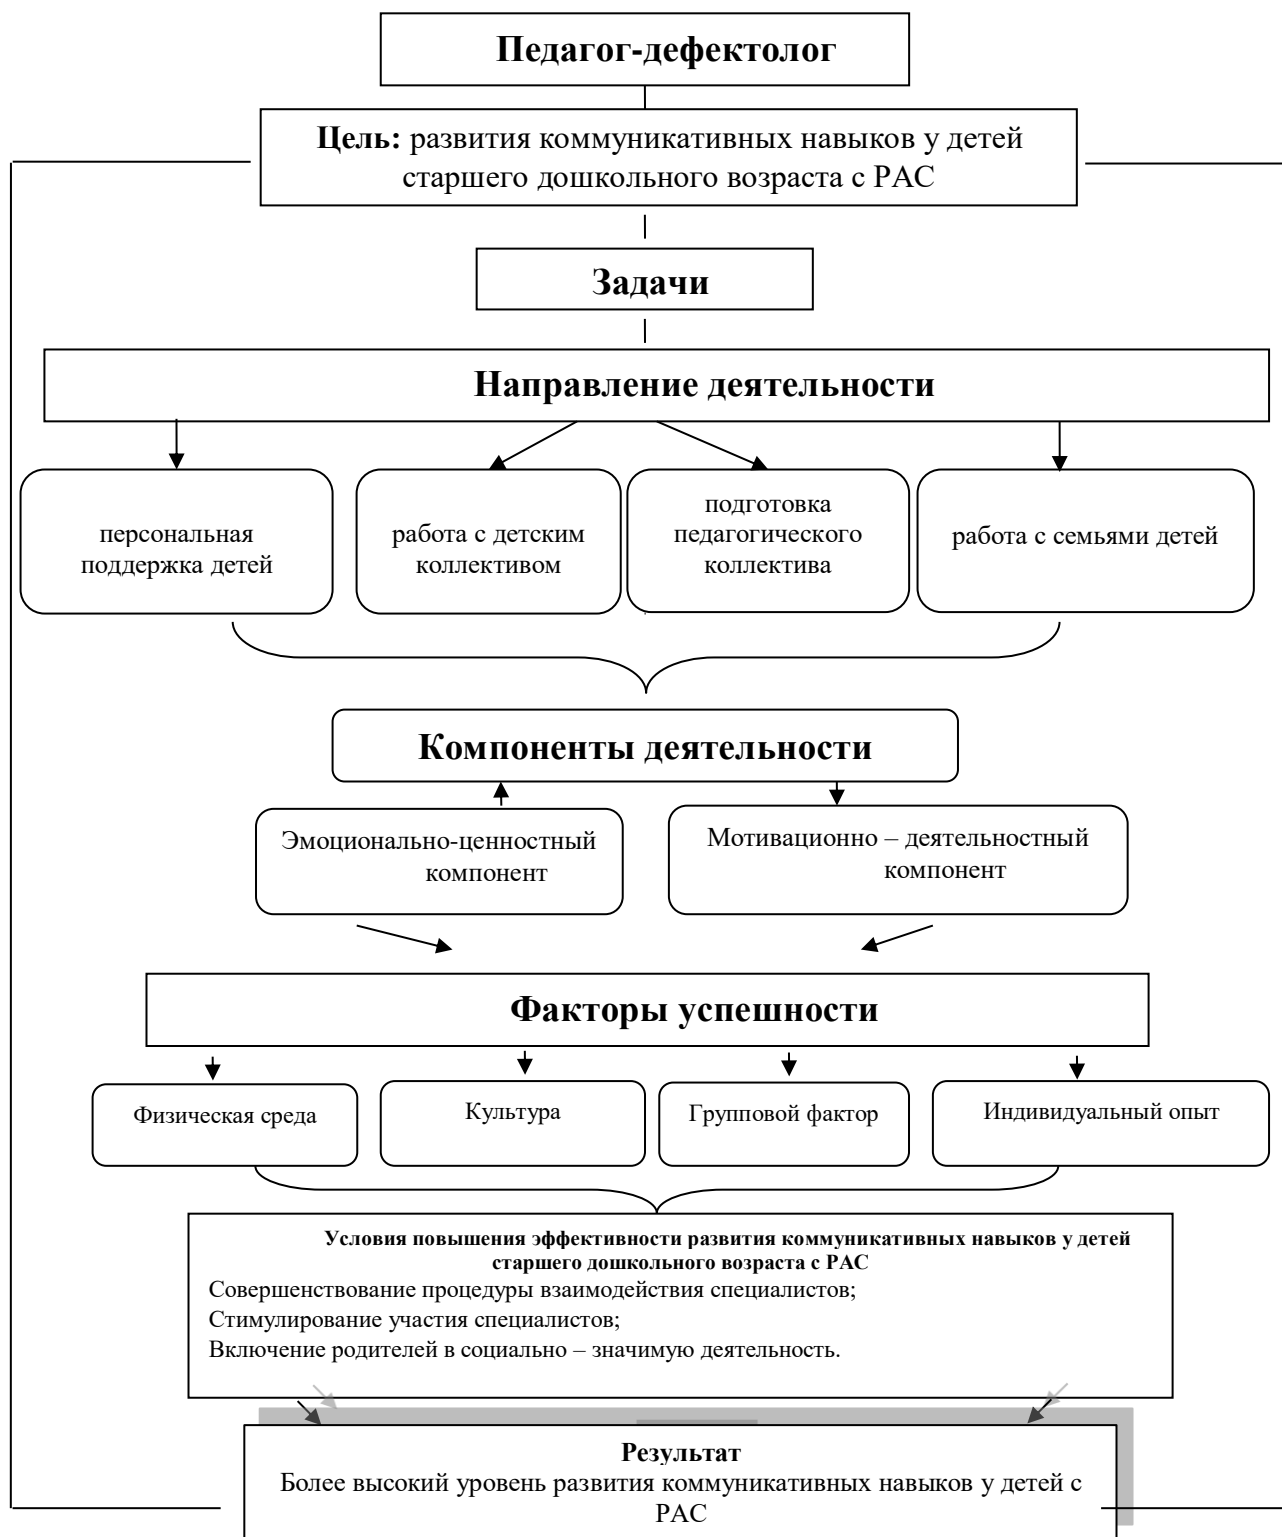 Педагог-дефектолог
Цель: развития коммуникативных навыков у детей
старшего дошкольного возраста с РАС
Задачи
Направление деятельности
персональная
поддержка детей
работа с детским
коллективом
подготовка
педагогического
коллектива
работа с семьями детей
Компоненты деятельности
Эмоционально-ценностный
компонент
Мотивационно – деятельностный
компонент
Факторы успешности
Физическая среда
Культура
Групповой фактор
Индивидуальный опыт
Условия повышения эффективности развития коммуникативных навыков у детей
старшего дошкольного возраста с РАС
Совершенствование процедуры взаимодействия специалистов;
Стимулирование участия специалистов;
Включение родителей в социально – значимую деятельность.
Результат
Более высокий уровень развития коммуникативных навыков у детей с
РАС